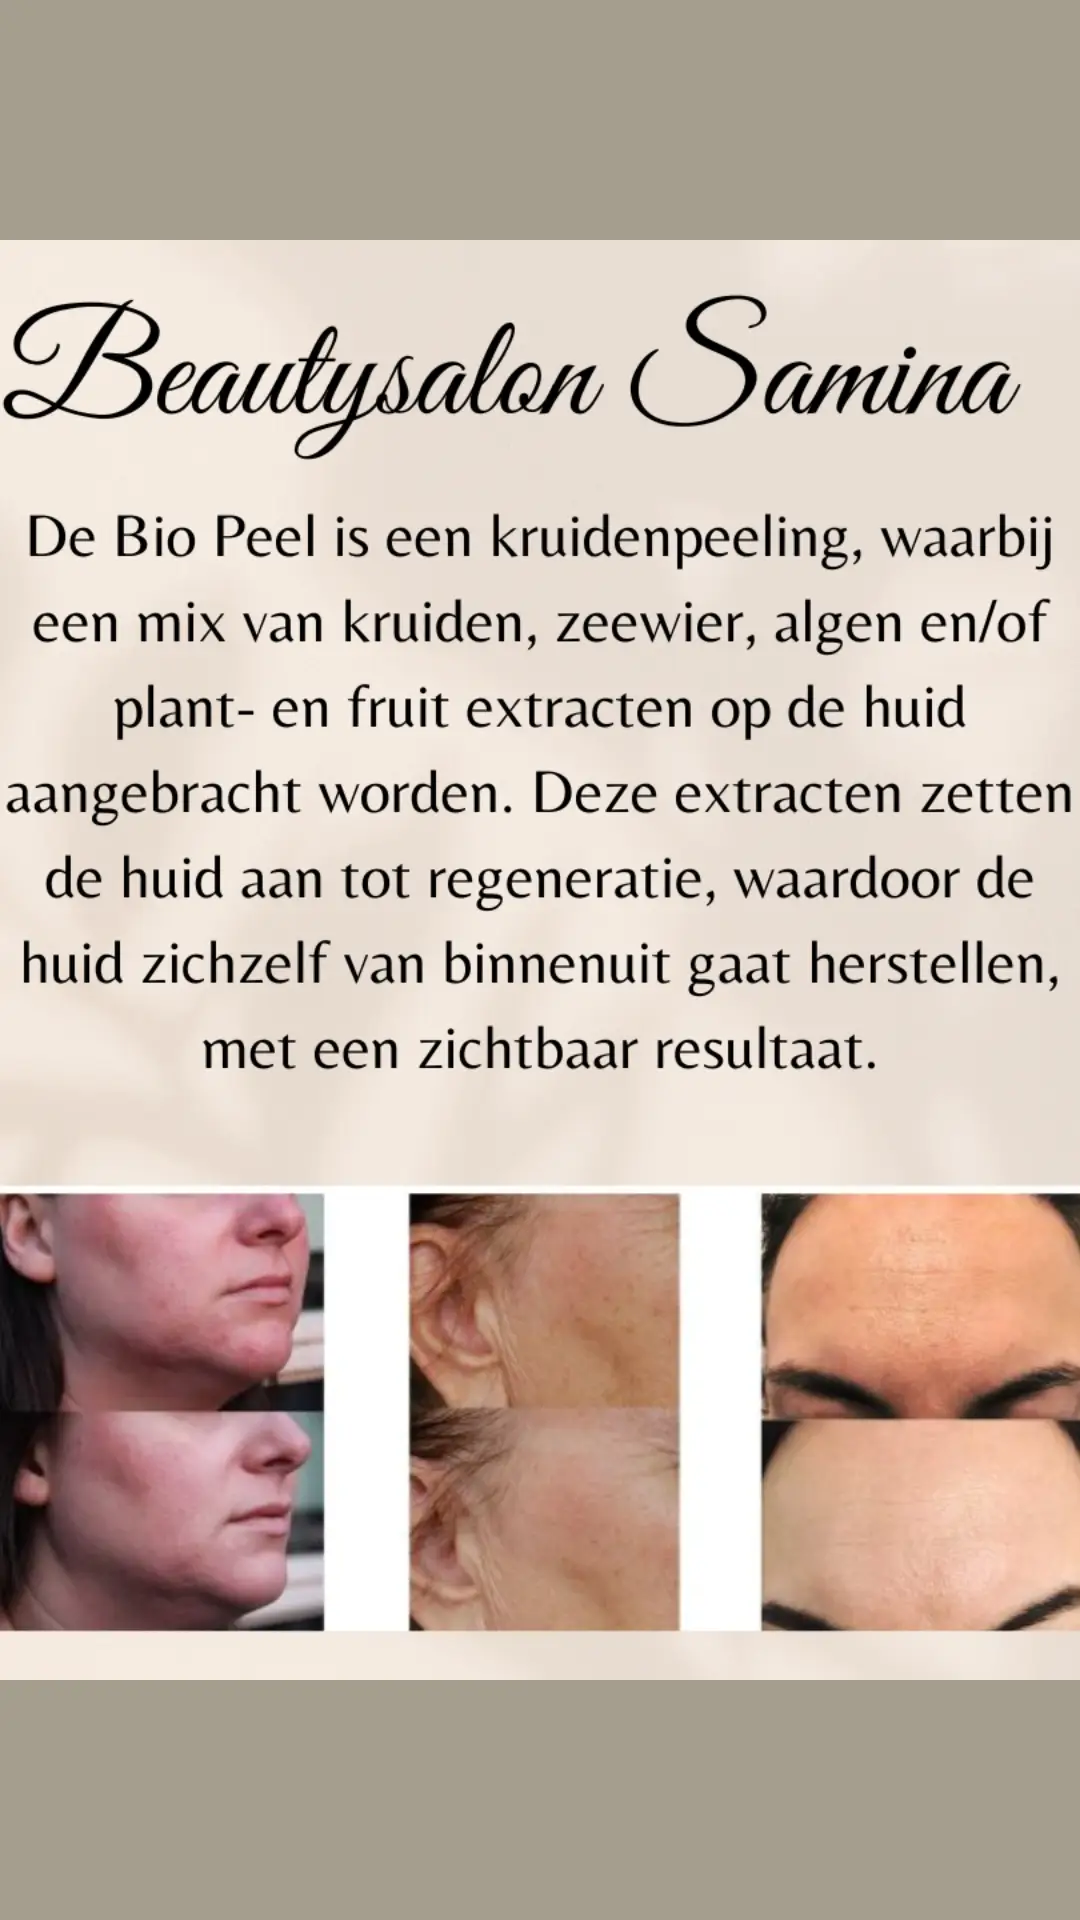 Beautysalon Samina
De Bio Peel is een kruidenpeeling, waarbij
een mix van kruiden, zeewier, algen en/of
plant- en fruit extracten op de huid
aangebracht worden. Deze extracten zetten
de huid aan tot regeneratie, waardoor de
huid zichzelf van binnenuit gaat herstellen,
met een zichtbaar resultaat.